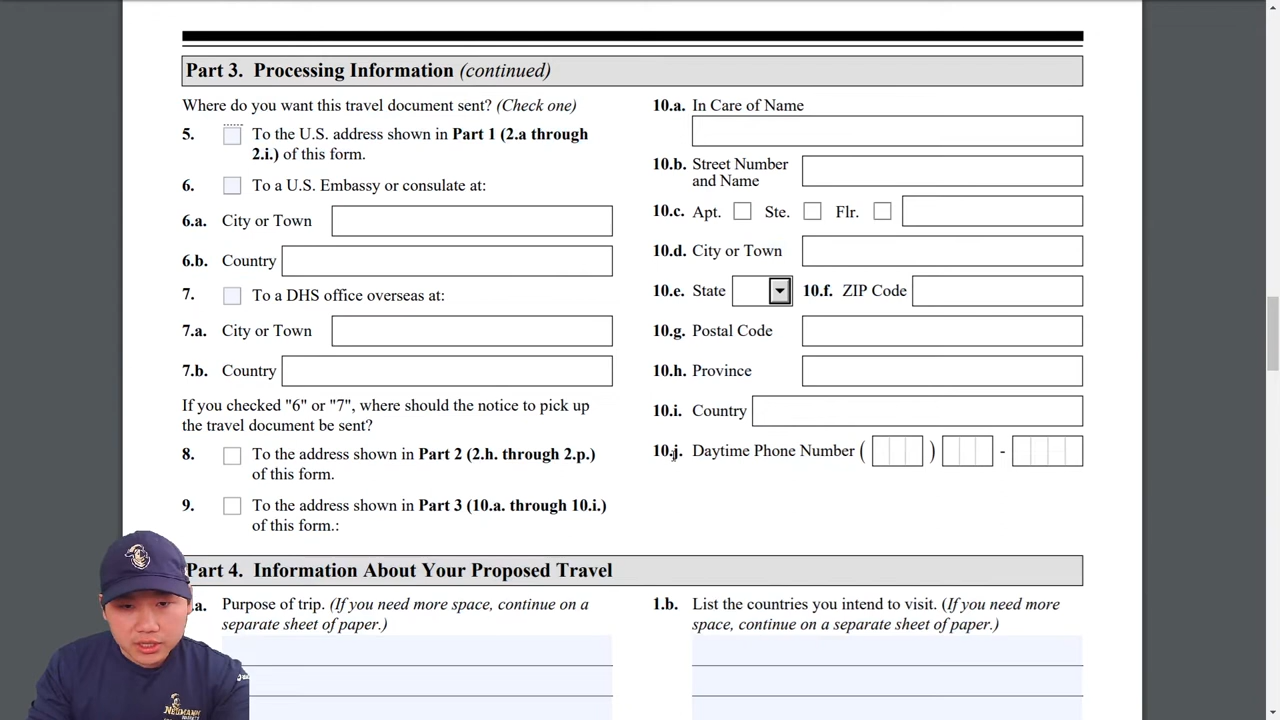 Part 3. Processing Information (continued)
Where do you want this travel document sent? (Check one)
5. To the U.S. address shown in Part 1 (2.a through
2.i.) of this form.
6. To a U.S. Embassy or consulate at:
6.a. City or Town
6.b. Country
7. To a DHS office overseas at:
7.a. City or Town
7.b. Country
If you checked "6" or "7", where should the notice to pick up
the travel document be sent?
8. To the address shown in Part 2 (2.h. through 2.p.)
of this form.
9. To the address shown in Part 3 (10.a. through 10.i.)
of this form.:
10.a. In Care of Name
10.b. Street Number
and Name
10.c. Apt. Ste. Flr.
10.d. City or Town
10.e. State 10.f. ZIP Code
10.g. Postal Code
10.h. Province
10.i. Country
10.j. Daytime Phone Number ( ) -
Part 4. Information About Your Proposed Travel
.a. Purpose of trip. (If you need more space, continue on a
separate sheet of paper.)
1.b. List the countries you intend to visit. (If you need more
space, continue on a separate sheet of paper.)
NEUMANN